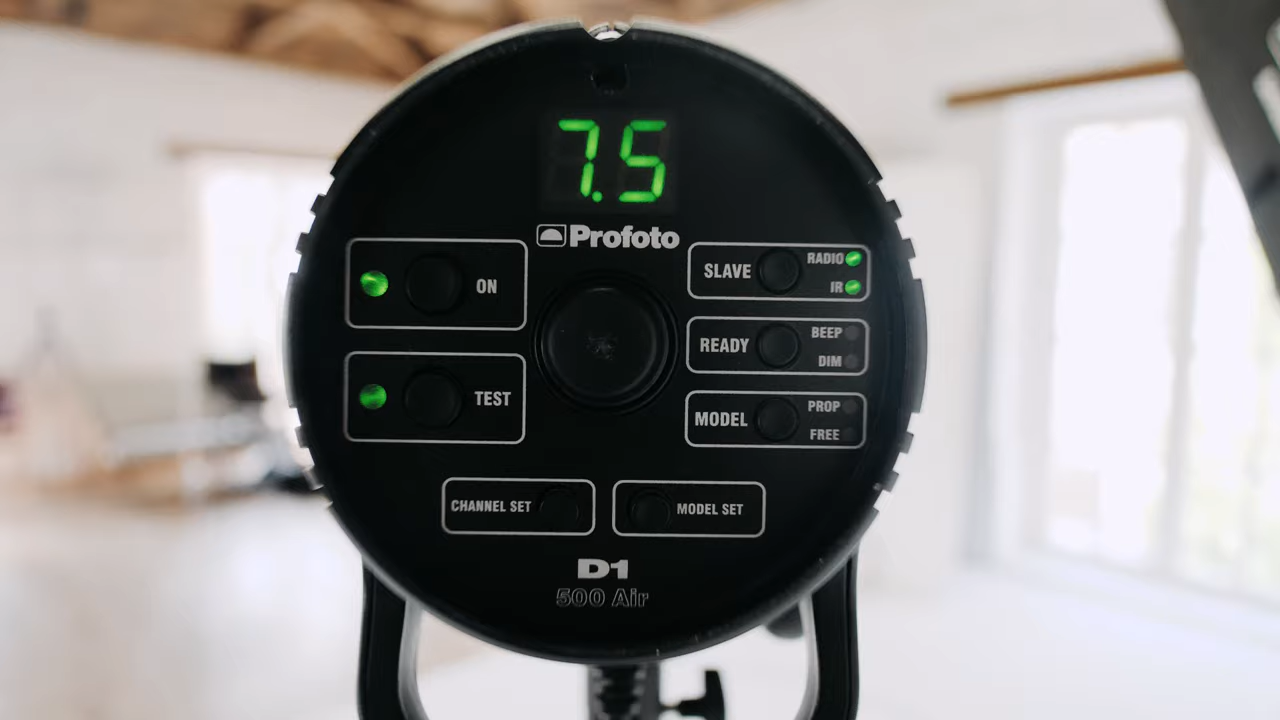 7.5
Profoto
ON
TEST
SLAVE
RADIO
IR
READY
BEEP
DIM
MODEL
PROP
FREE
CHANNEL SET
MODEL SET
D1
500 Air